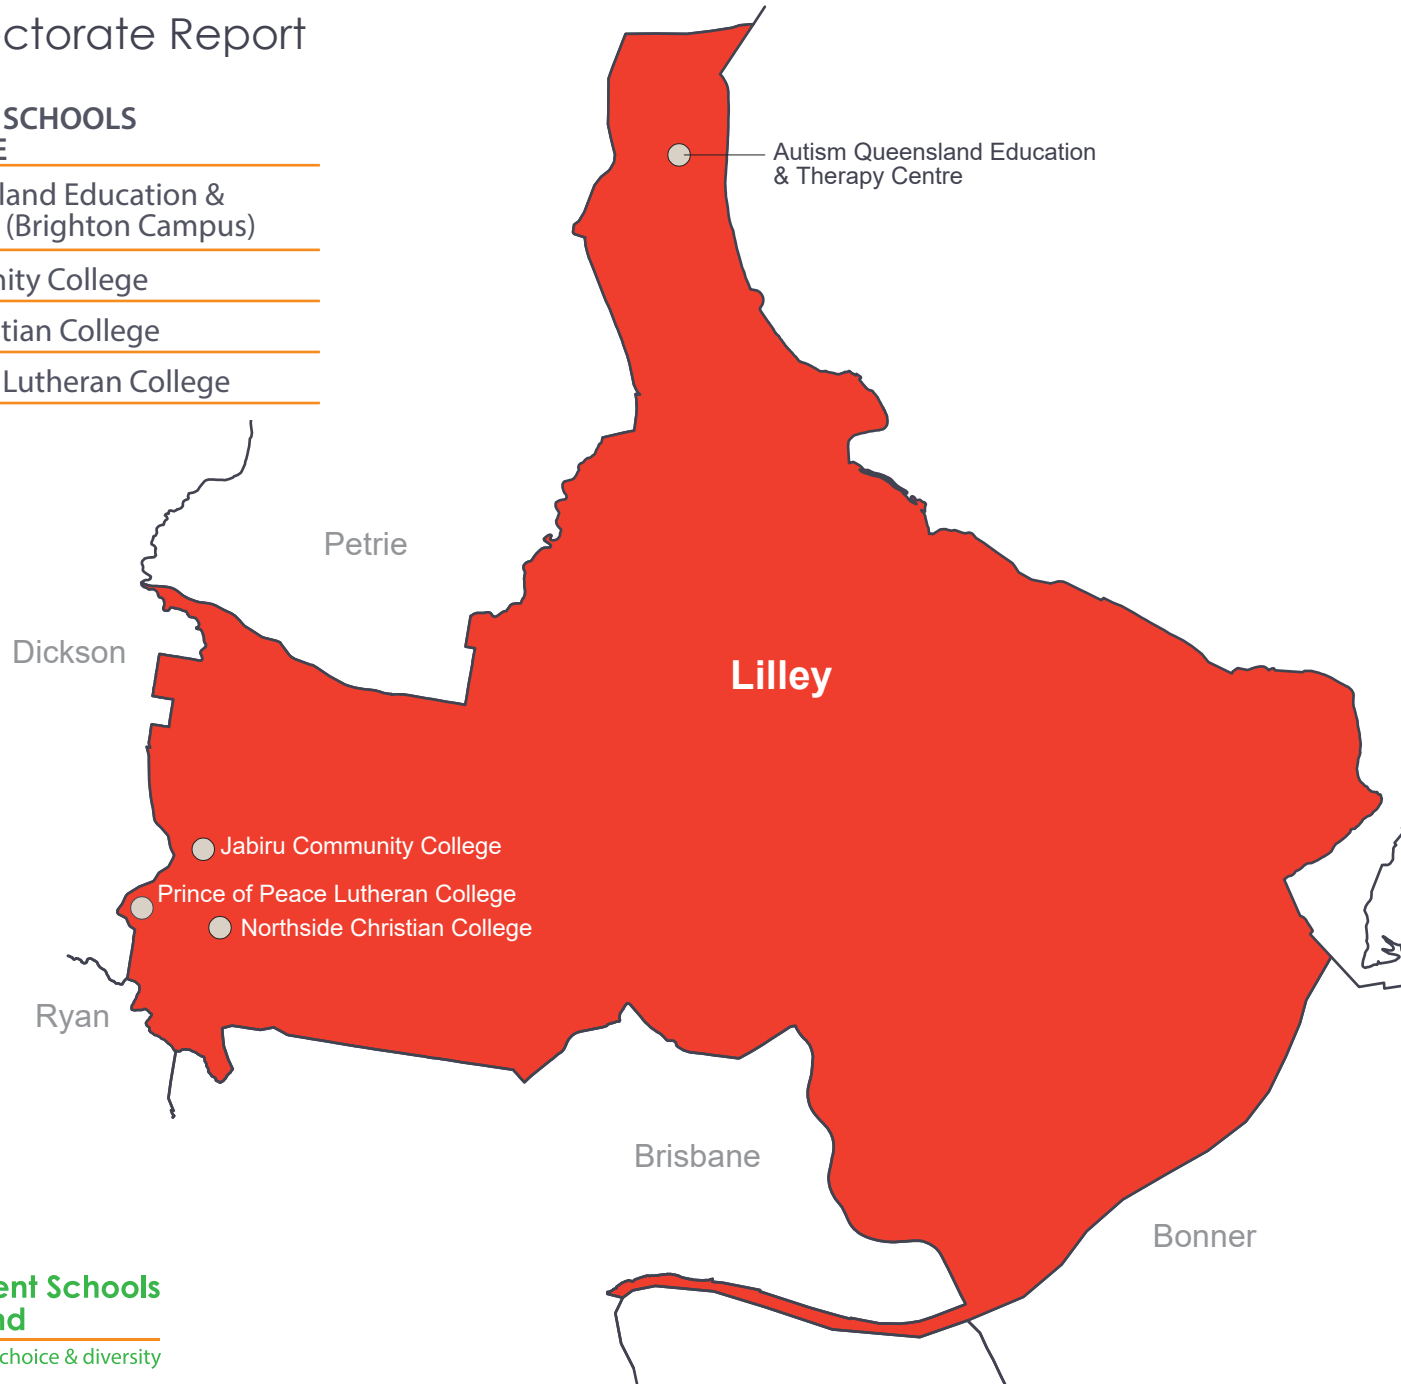 ctorate Report
SCHOOLS
E
land Education &
(Brighton Campus)
nity College
tian College
Lutheran College
Autism Queensland Education
& Therapy Centre
Petrie
Dickson
Lilley
Jabiru Community College
Prince of Peace Lutheran College
Northside Christian College
Ryan
Brisbane
Bonner
ent Schools
nd
choice & diversity